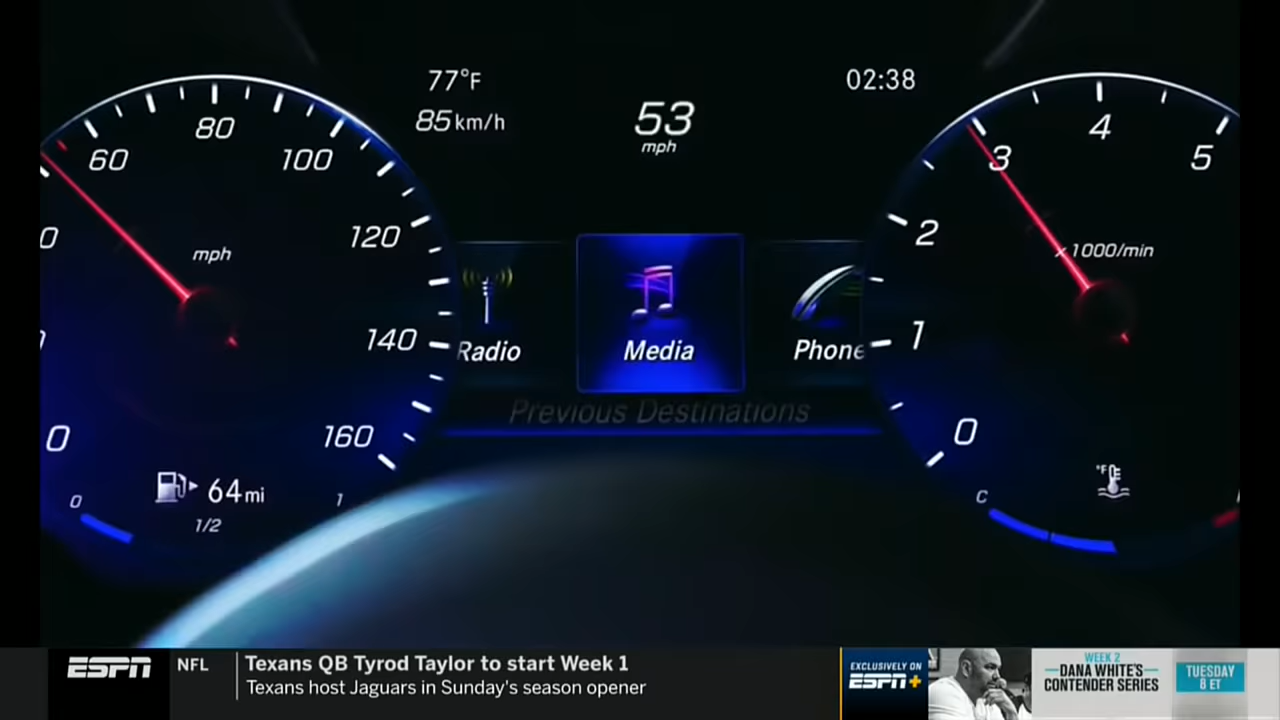 77°F
85 km/h
53
mph
02:38
60
80
100
120
140
160
0
0
mph
64 mi
0
1/2
1
Radio
Media
Phone
Previous Destinations
0
1
2
3
4
5
x 1000/min
°F
C
ESPN
NFL
Texans QB Tyrod Taylor to start Week 1
Texans host Jaguars in Sunday's season opener
EXCLUSIVELY ON
ESPN+
WEEK 2
DANA WHITE'S
CONTENDER SERIES
TUESDAY
8 ET